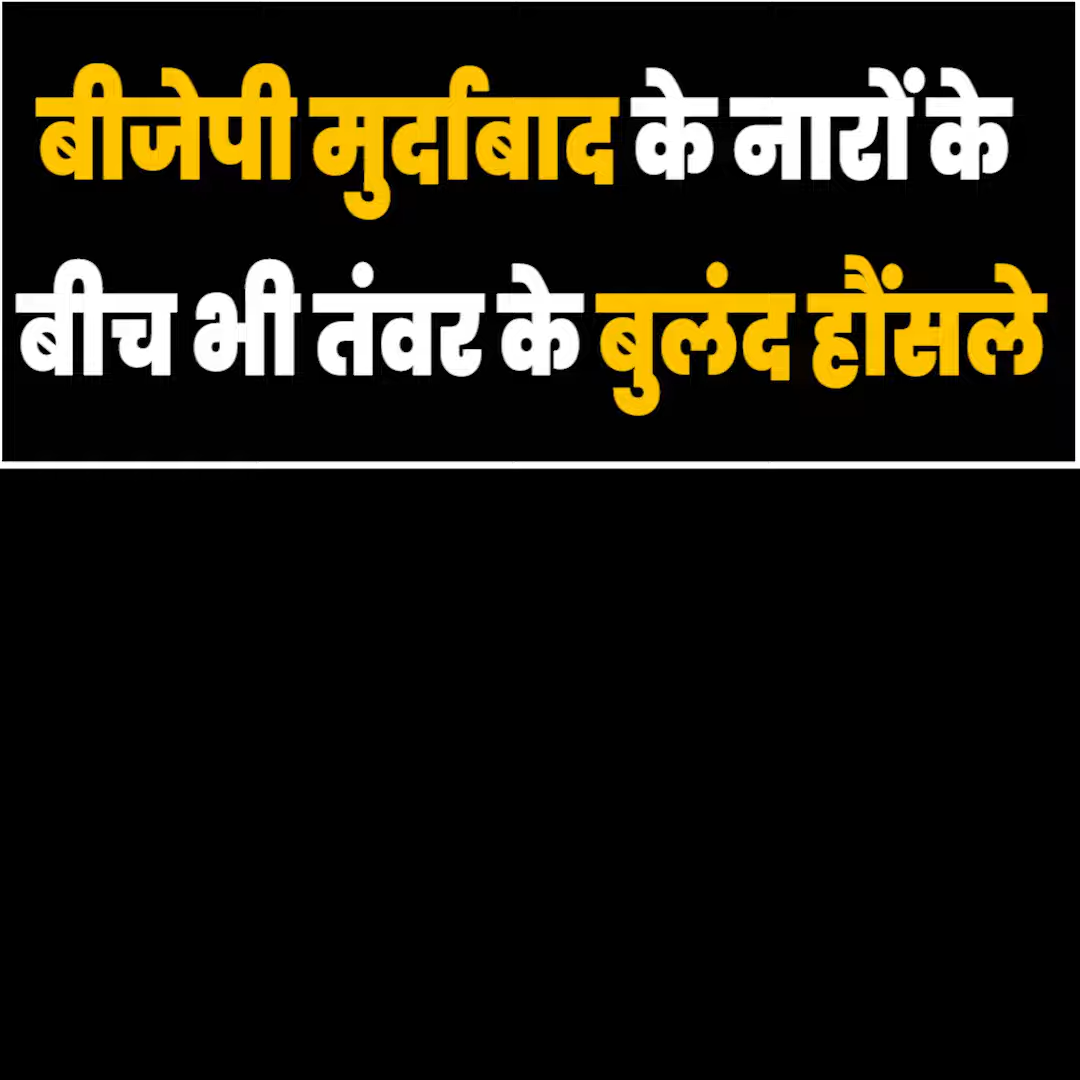 बीजेपी मुर्दाबाद के नारों के
बीच भी तंवर के बुलंद हौंसले